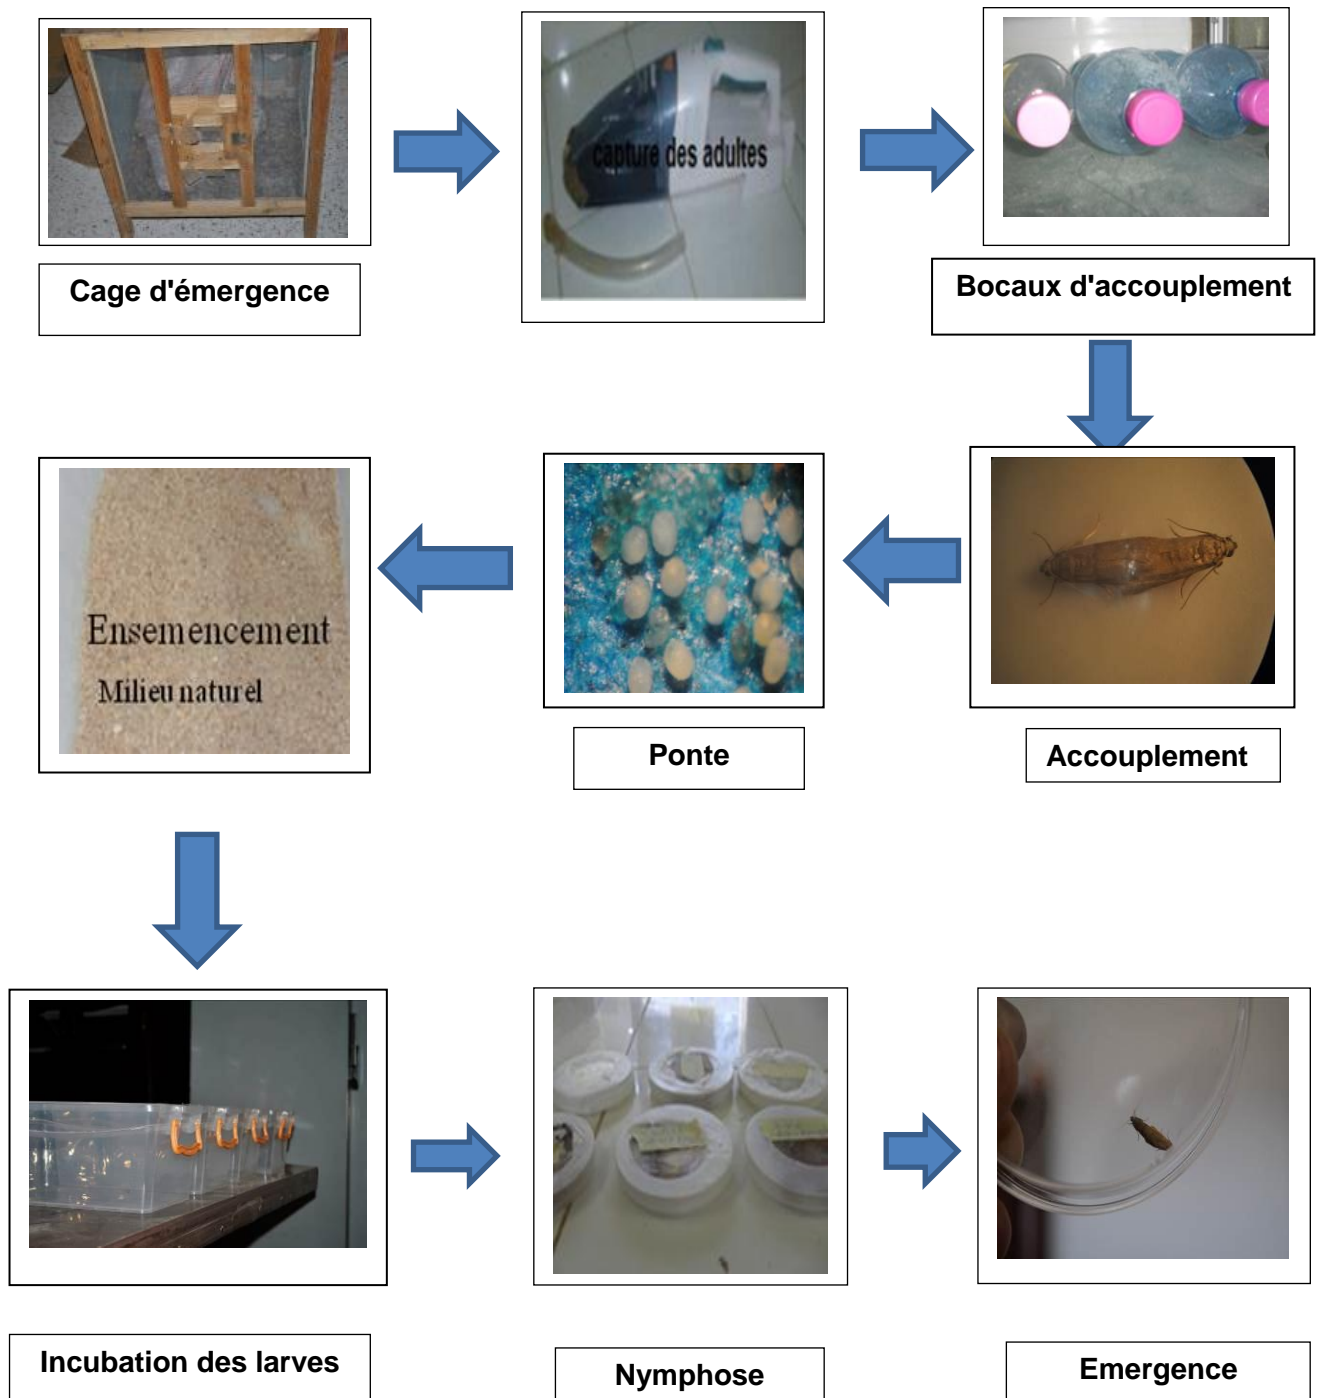 capture des adultes
Cage d'émergence
Bocaux d'accouplement
Ensemencement
Milieu naturel
Ponte
Accouplement
Incubation des larves
Nymphose
Emergence